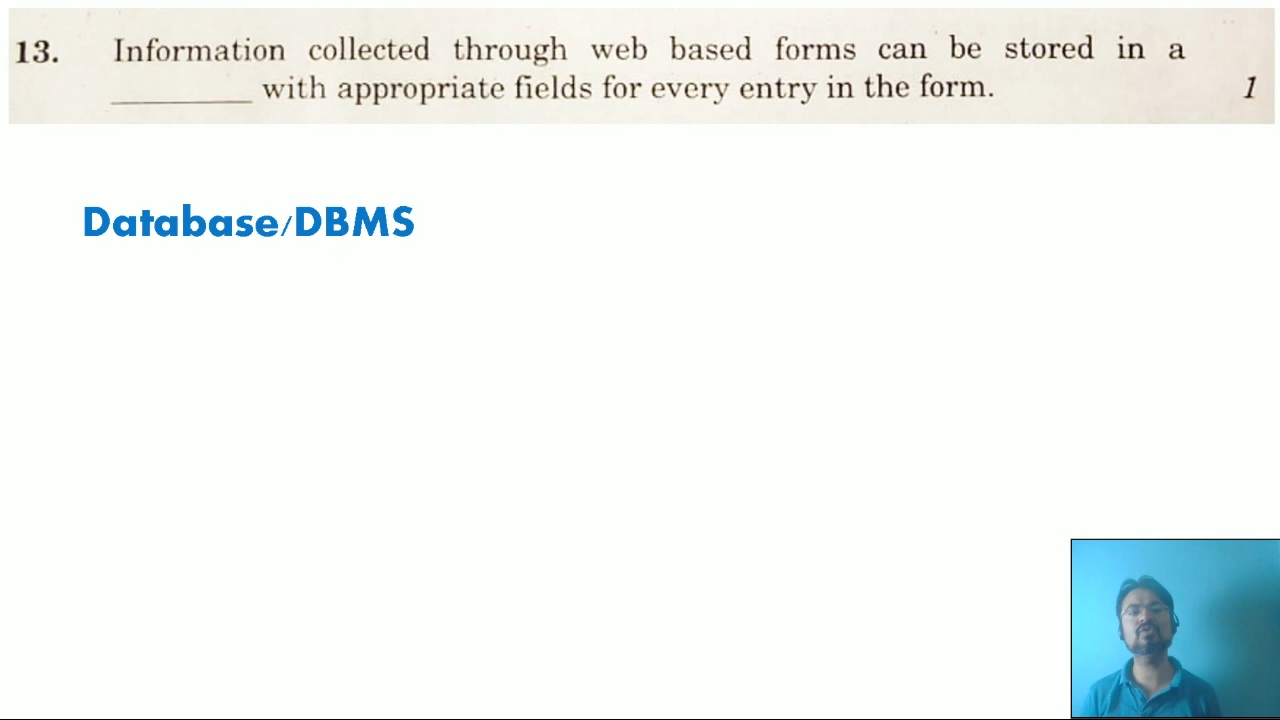 13. Information collected through web based forms can be stored in a
__________ with appropriate fields for every entry in the form. 1
Database/DBMS